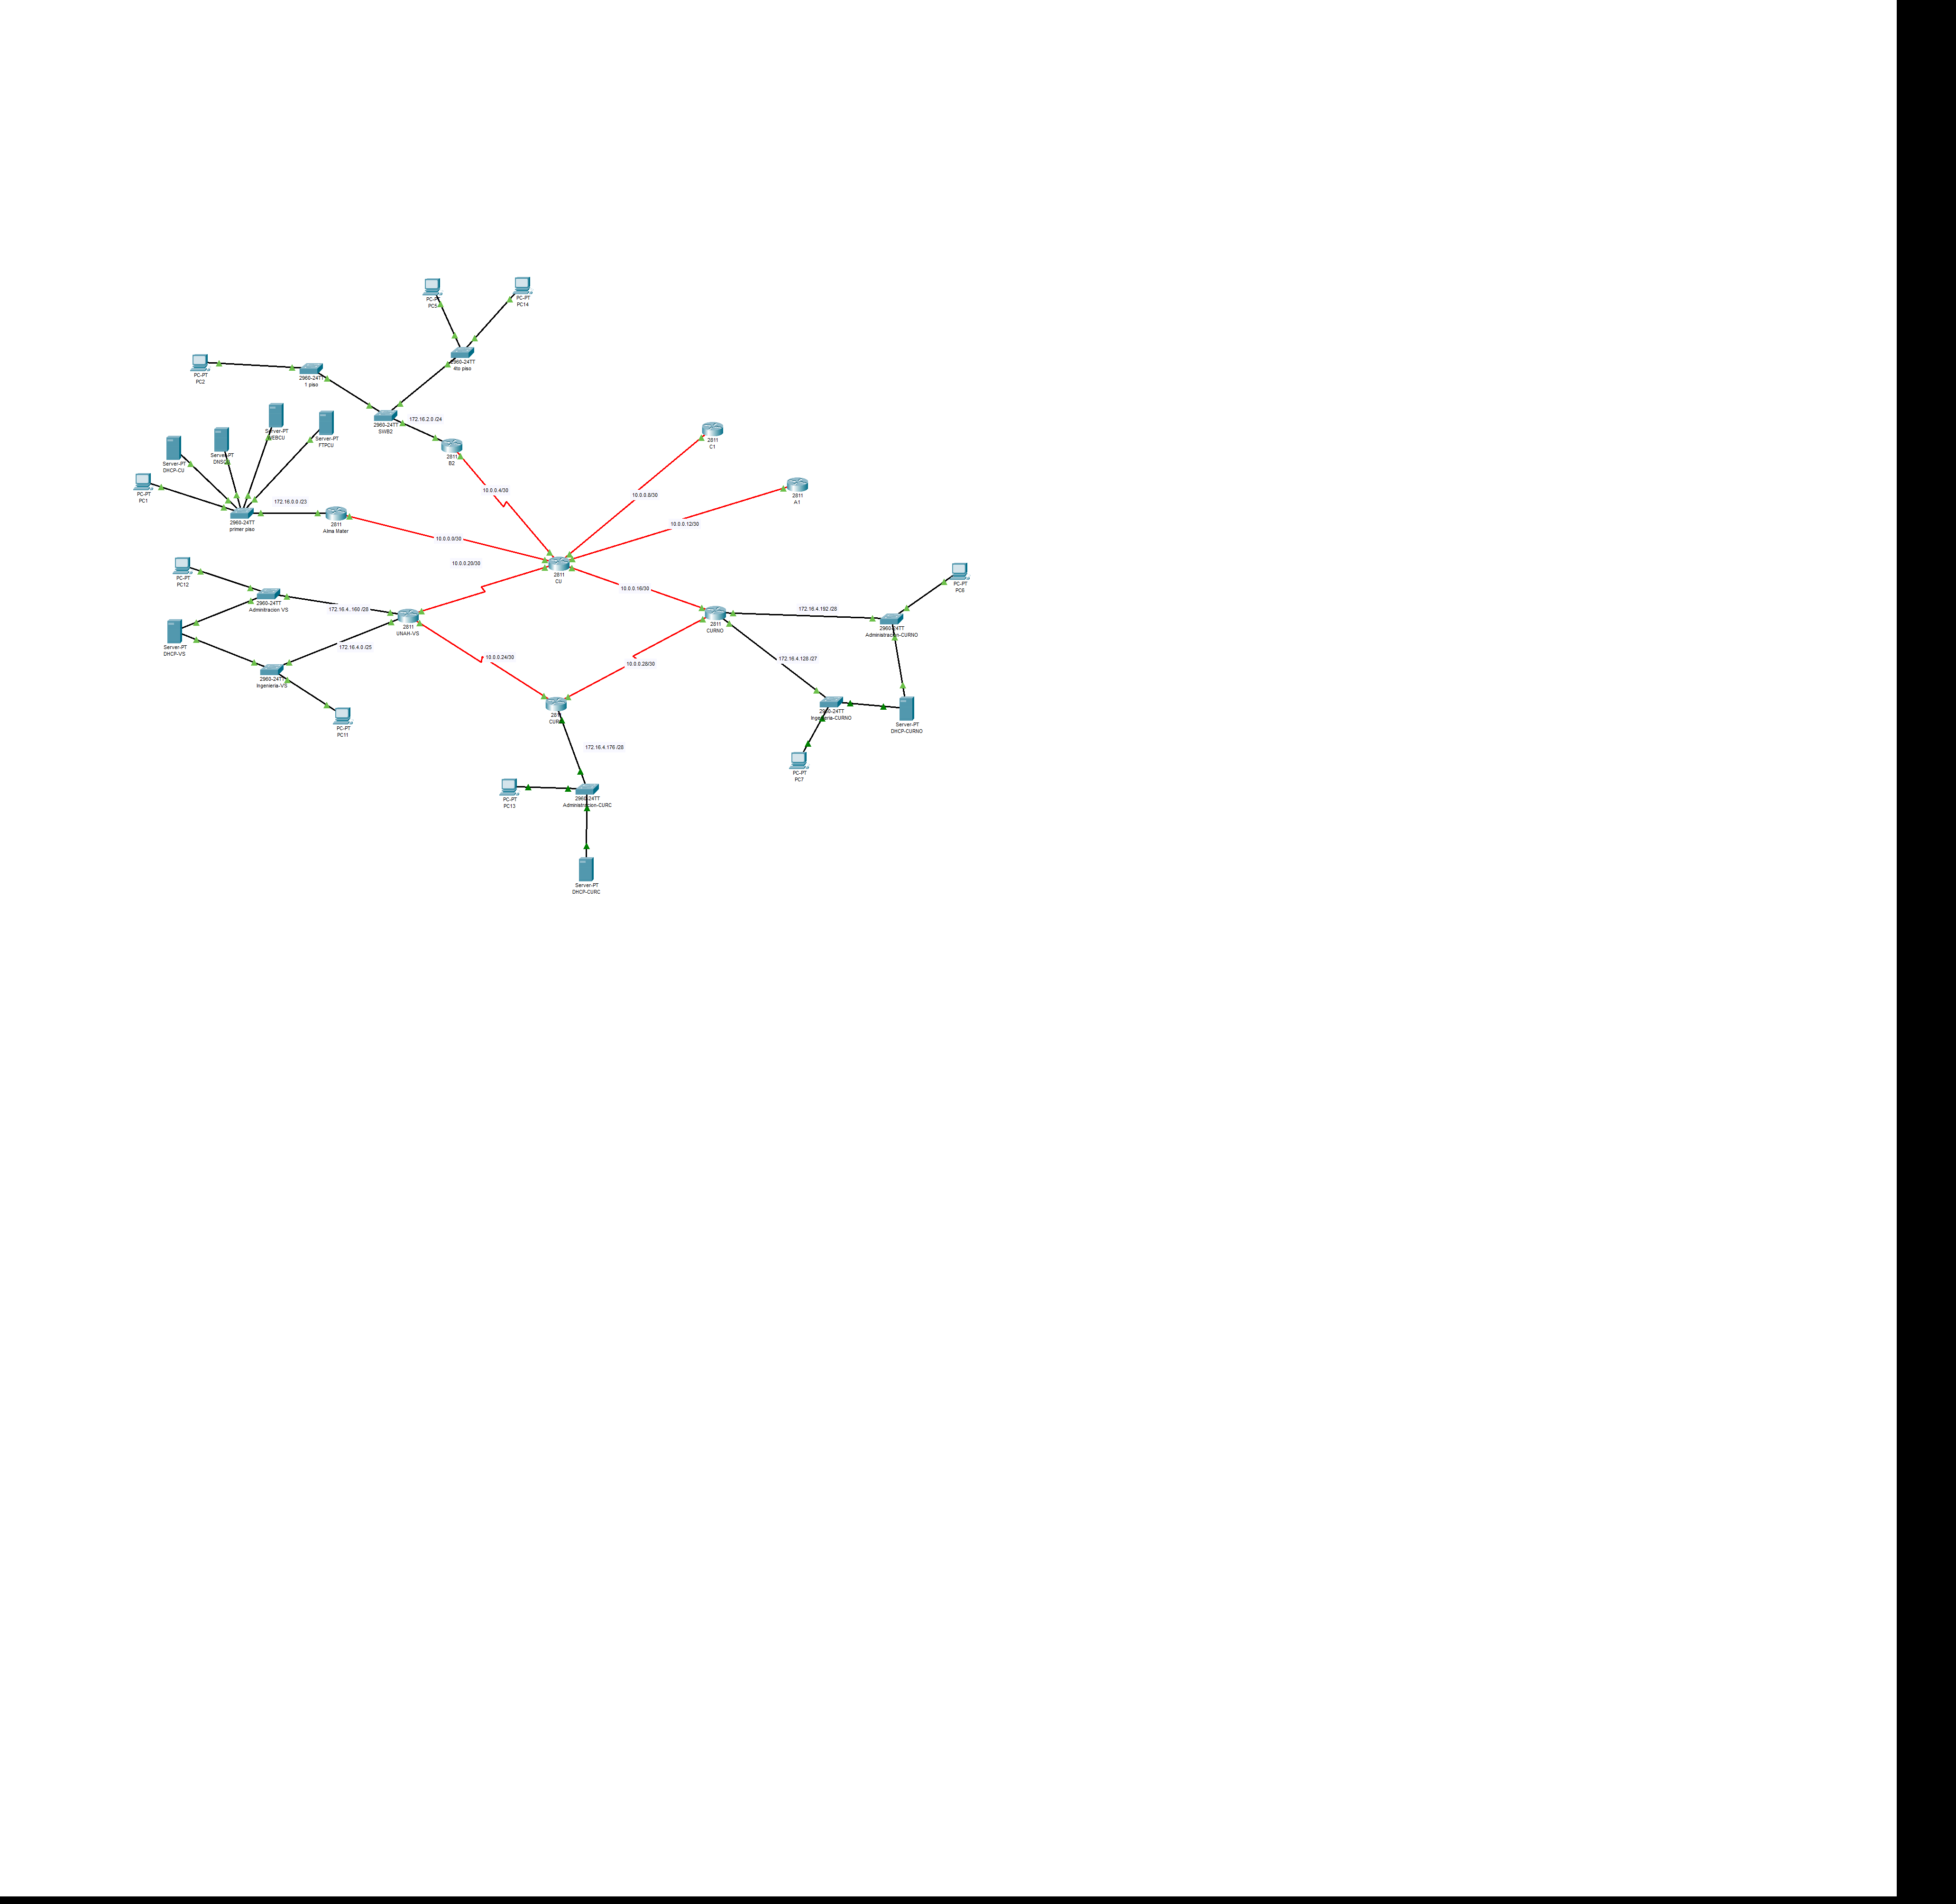 PC-PT
PC14
PC-PT
PC-PT
PC2
2960-24TT
1 piso
2960-24TT
4to piso
172.16.2.0 /24
2960-24TT
SWB2
2811
B2
Server-PT
WEBCU
Server-PT
FTPCU
Server-PT
Server-PT
DHCP-CU
PC-PT
PC1
172.16.0.0 /23
2960-24TT
primer piso
2811
Alma Mater
2811
C1
2811
A1
10.0.0.4/30
10.0.0.8/30
10.0.0.12/30
10.0.0.0/30
10.0.0.20/30
2811
CU
10.0.0.16/30
PC-PT
PC12
2960-24TT
Adminitracion VS
172.16.4. 160 /28
2811
UNAH-VS
172.16.4.0 /25
Server-PT
DHCP-VS
2960-24TT
Ingenieria-VS
PC-PT
PC11
10.0.0.24/30
10.0.0.28/30
2811
CURNO
172.16.4.192 /28
2960-24TT
Administracion-CURNO
PC-PT
PC6
172.16.4.128 /27
2960-24TT
Ingenieria-CURNO
Server-PT
DHCP-CURNO
PC-PT
PC7
172.16.4.176 /28
PC-PT
PC13
2960-24TT
Administracion-CURC
Server-PT
DHCP-CURC